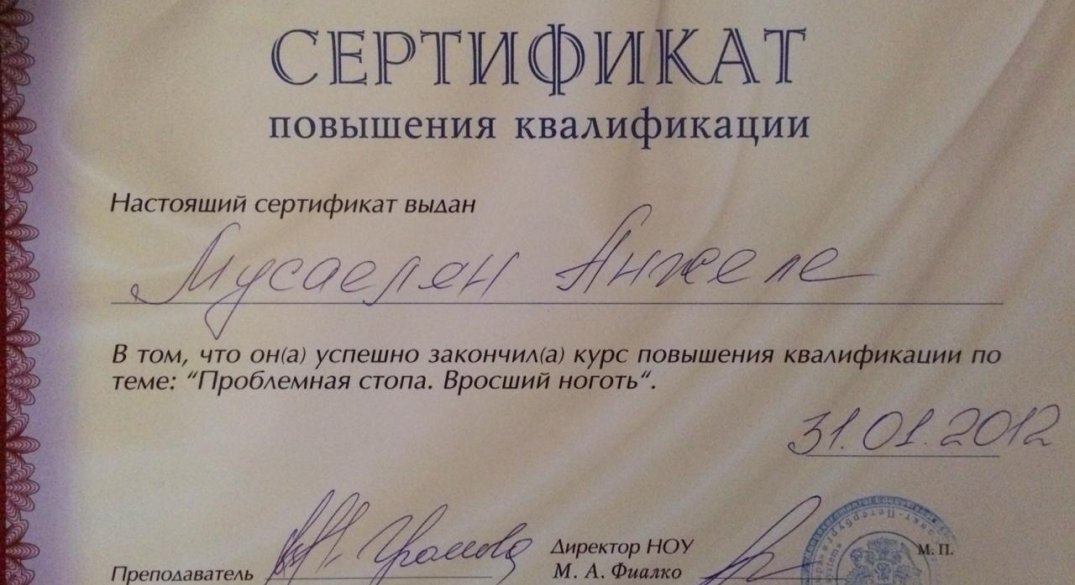 СЕРТИФИКАТ
повышения квалификации
Настоящий сертификат выдан
Мусаелян Анжеле
В том, что он(а) успешно закончил(а) курс повышения квалификации по
теме: “Проблемная стопа. Вросший ноготь“.
31.01.2012
Директор НОУ
М. П.
Преподаватель
М. А. Фиалко